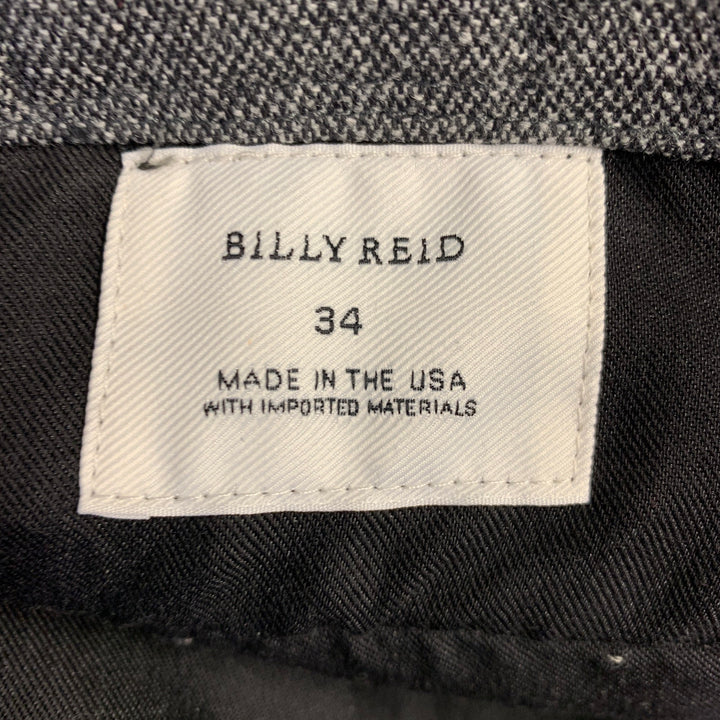 BILLY REID
34
MADE IN THE USA
WITH IMPORTED MATERIALS